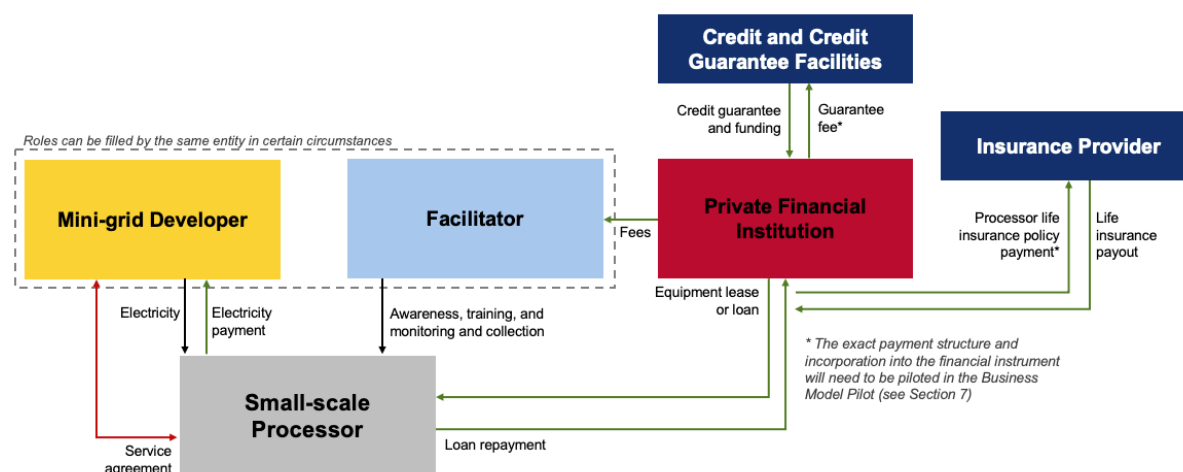 Credit and Credit
Guarantee Facilities
Credit guarantee
and funding
Guarantee
fee*
Insurance Provider
Roles can be filled by the same entity in certain circumstances
Mini-grid Developer
Facilitator
Fees
Private Financial
Institution
Processor life
insurance policy
payment*
Life
insurance
payout
Electricity
Electricity
payment
Awareness, training, and
monitoring and collection
Equipment lease
or loan
* The exact payment structure and
incorporation into the financial instrument
will need to be piloted in the Business
Model Pilot (see Section 7)
Small-scale
Processor
Loan repayment
Service
agreement